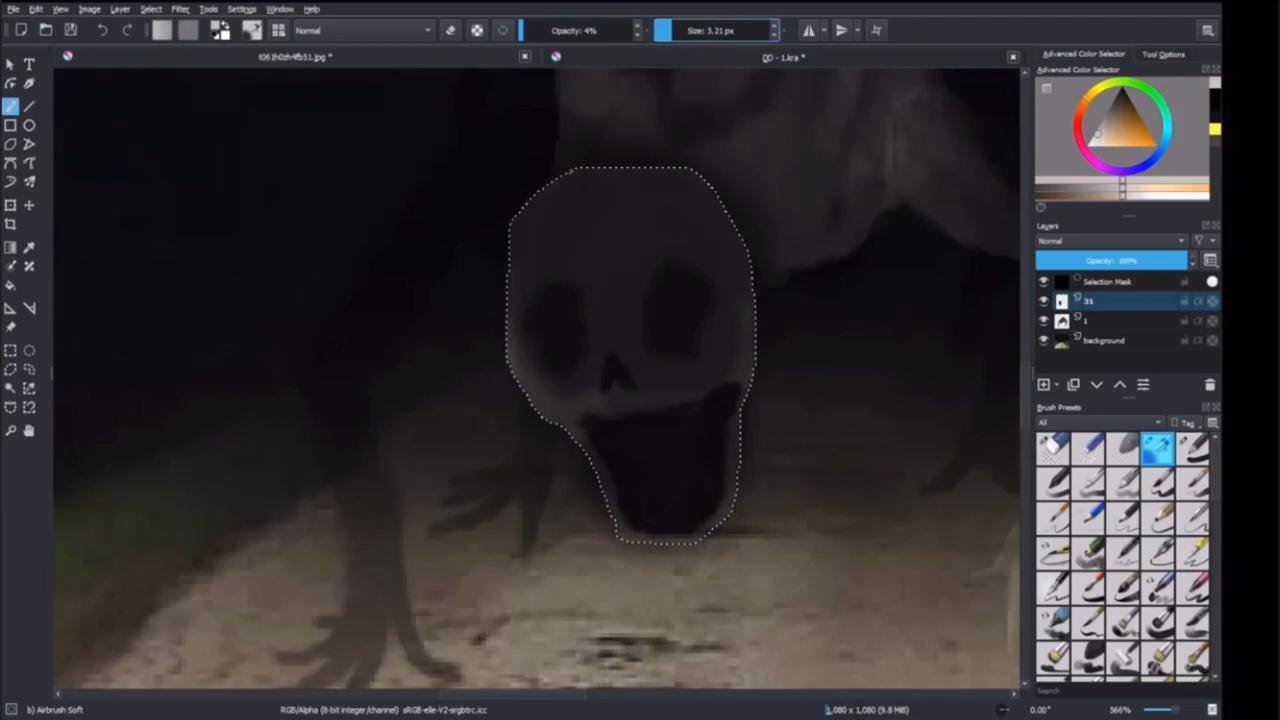 File Edit View Image Layer Select Filter Tools Settings Window Help
Normal Opacity: 4% Size: 3.21 px
t061h0zh4fb51.jpg * DD - 1.kra *
Advanced Color Selector Tool Options
Advanced Color Selector
Layers
Normal
Opacity: 100%
Selection Mask
31
1
background
Brush Presets
All Tag
Search
b) Airbrush Soft RGB/Alpha (8-bit integer/channel) sRGB-elle-V2-srgbtrc.icc 1,080 x 1,080 (9.8 MiB) 0.00° 566%